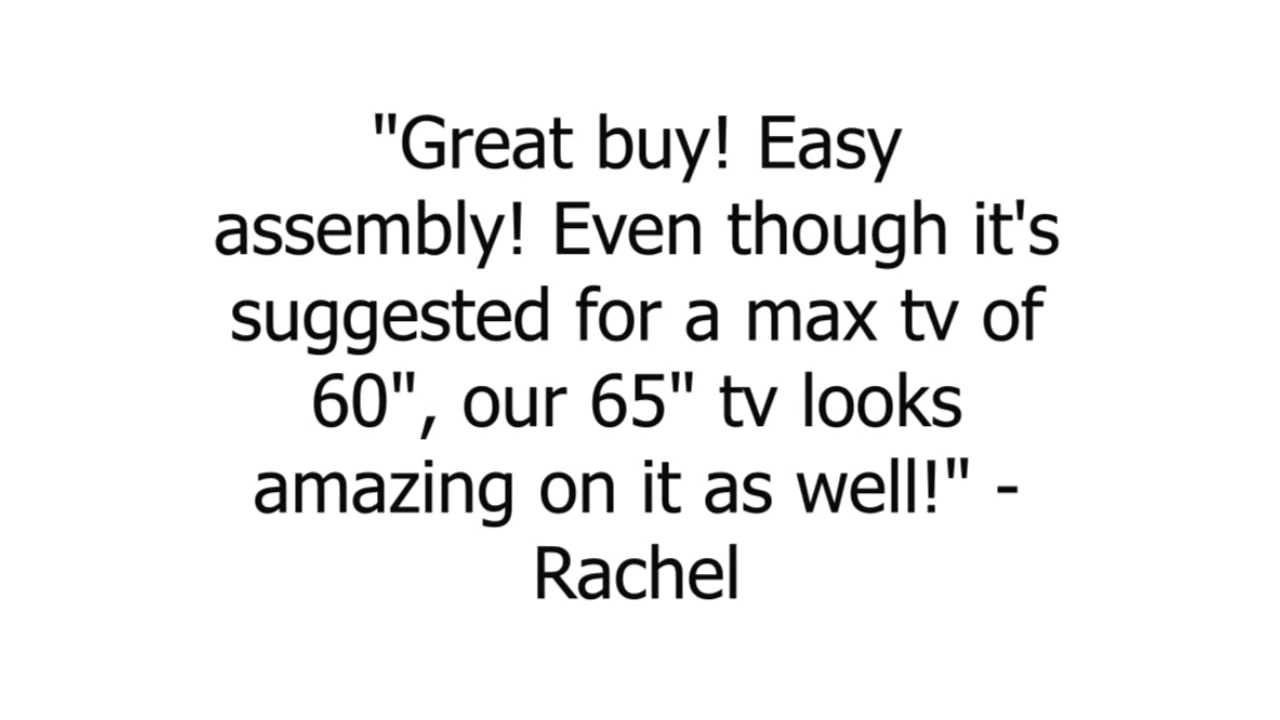 "Great buy! Easy
assembly! Even though it's
suggested for a max tv of
60", our 65" tv looks
amazing on it as well!" -
Rachel